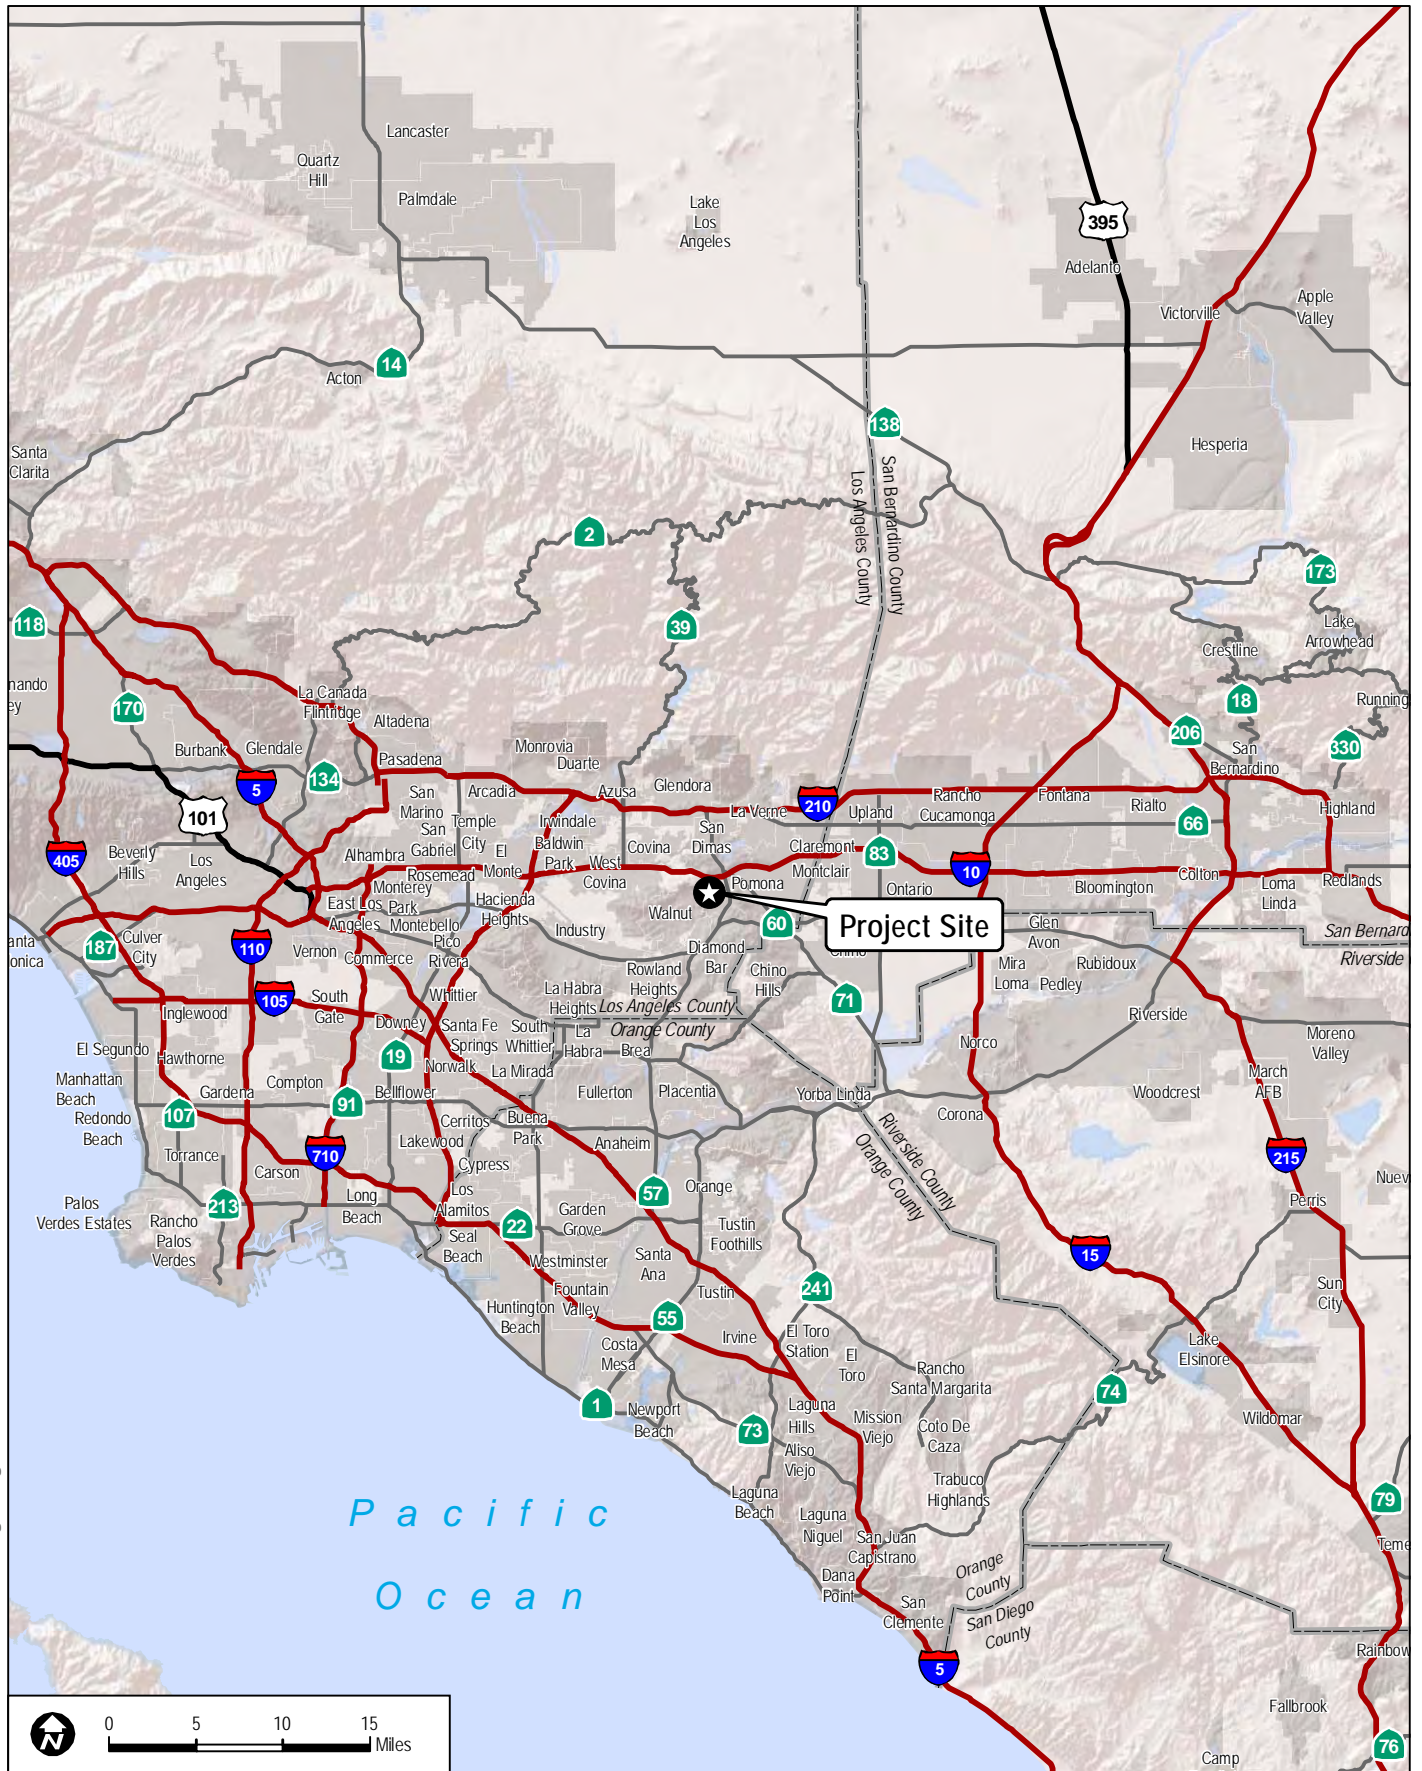 Lancaster
Quartz
Hill
Palmdale
Lake
Los
Angeles
395
Adelanto
Apple
Valley
Victorville
14
Acton
138
Hesperia
Santa
Clarita
San Bernardino County
Los Angeles County
2
173
118
39
Lake
Arrowhead
Crestline
La Canada
Flintridge
18
Running
170
Altadena
206
330
Burbank
Glendale
Monrovia
Duarte
San
Bernardino
Pasadena
134
5
Glendora
Azusa
Arcadia
San
Marino
210
La Verne
Upland
Rancho
Cucamonga
Fontana
Rialto
66
Highland
101
Temple
City
Irwindale
San
Gabriel
San
Dimas
Baldwin
Park
Covina
Claremont
83
405
Beverly
Hills
Los
Angeles
Alhambra
El
Monte
Rosemead
West
Covina
Montclair
10
Pomona
Ontario
Bloomington
Colton
Loma
Linda
Redlands
Monterey
Park
East Los
Angeles
Hacienda
Heights
Walnut
Project Site
60
Montebello
Industry
Glen
Avon
San Bernard
Riverside
187
Culver
City
110
Vernon
Commerce
Pico
Rivera
Diamond
Bar
Chino
Mira
Loma
Pedley
Rubidoux
Rowland
Heights
Chino
Hills
105
South
Gate
Whittier
La Habra
Heights
Los Angeles County
Orange County
71
Inglewood
Downey
Santa Fe
Springs
South
Whittier
La
Habra
Brea
Riverside
El Segundo
Hawthorne
19
Norwalk
Norco
Moreno
Valley
La Mirada
Manhattan
Beach
Compton
Gardena
Bellflower
Fullerton
Placentia
Yorba Linda
Woodcrest
March
AFB
Redondo
Beach
107
91
Cerritos
Buena
Park
Corona
Lakewood
Anaheim
Riverside County
Orange County
710
Torrance
Carson
Cypress
215
57
Orange
Palos
Verdes Estates
213
Long
Beach
Los
Alamitos
Perris
Rancho
Palos
Verdes
22
Garden
Grove
Tustin
Foothills
Seal
Beach
Westminster
Santa
Ana
15
Fountain
Valley
Tustin
241
Sun
City
Huntington
Beach
55
Irvine
El Toro
Station
Costa
Mesa
El
Toro
Lake
Elsinore
Rancho
Santa Margarita
74
1
Newport
Beach
Laguna
Hills
Mission
Viejo
Coto De
Caza
73
Wildomar
Aliso
Viejo
Trabuco
Highlands
Laguna
Beach
79
Pacific
Ocean
Laguna
Niguel
San Juan
Capistrano
Dana
Point
Orange
County
San
Clemente
San Diego
County
5
Rainbow
Fallbrook
76
Camp
N
0 5 10 15
Miles